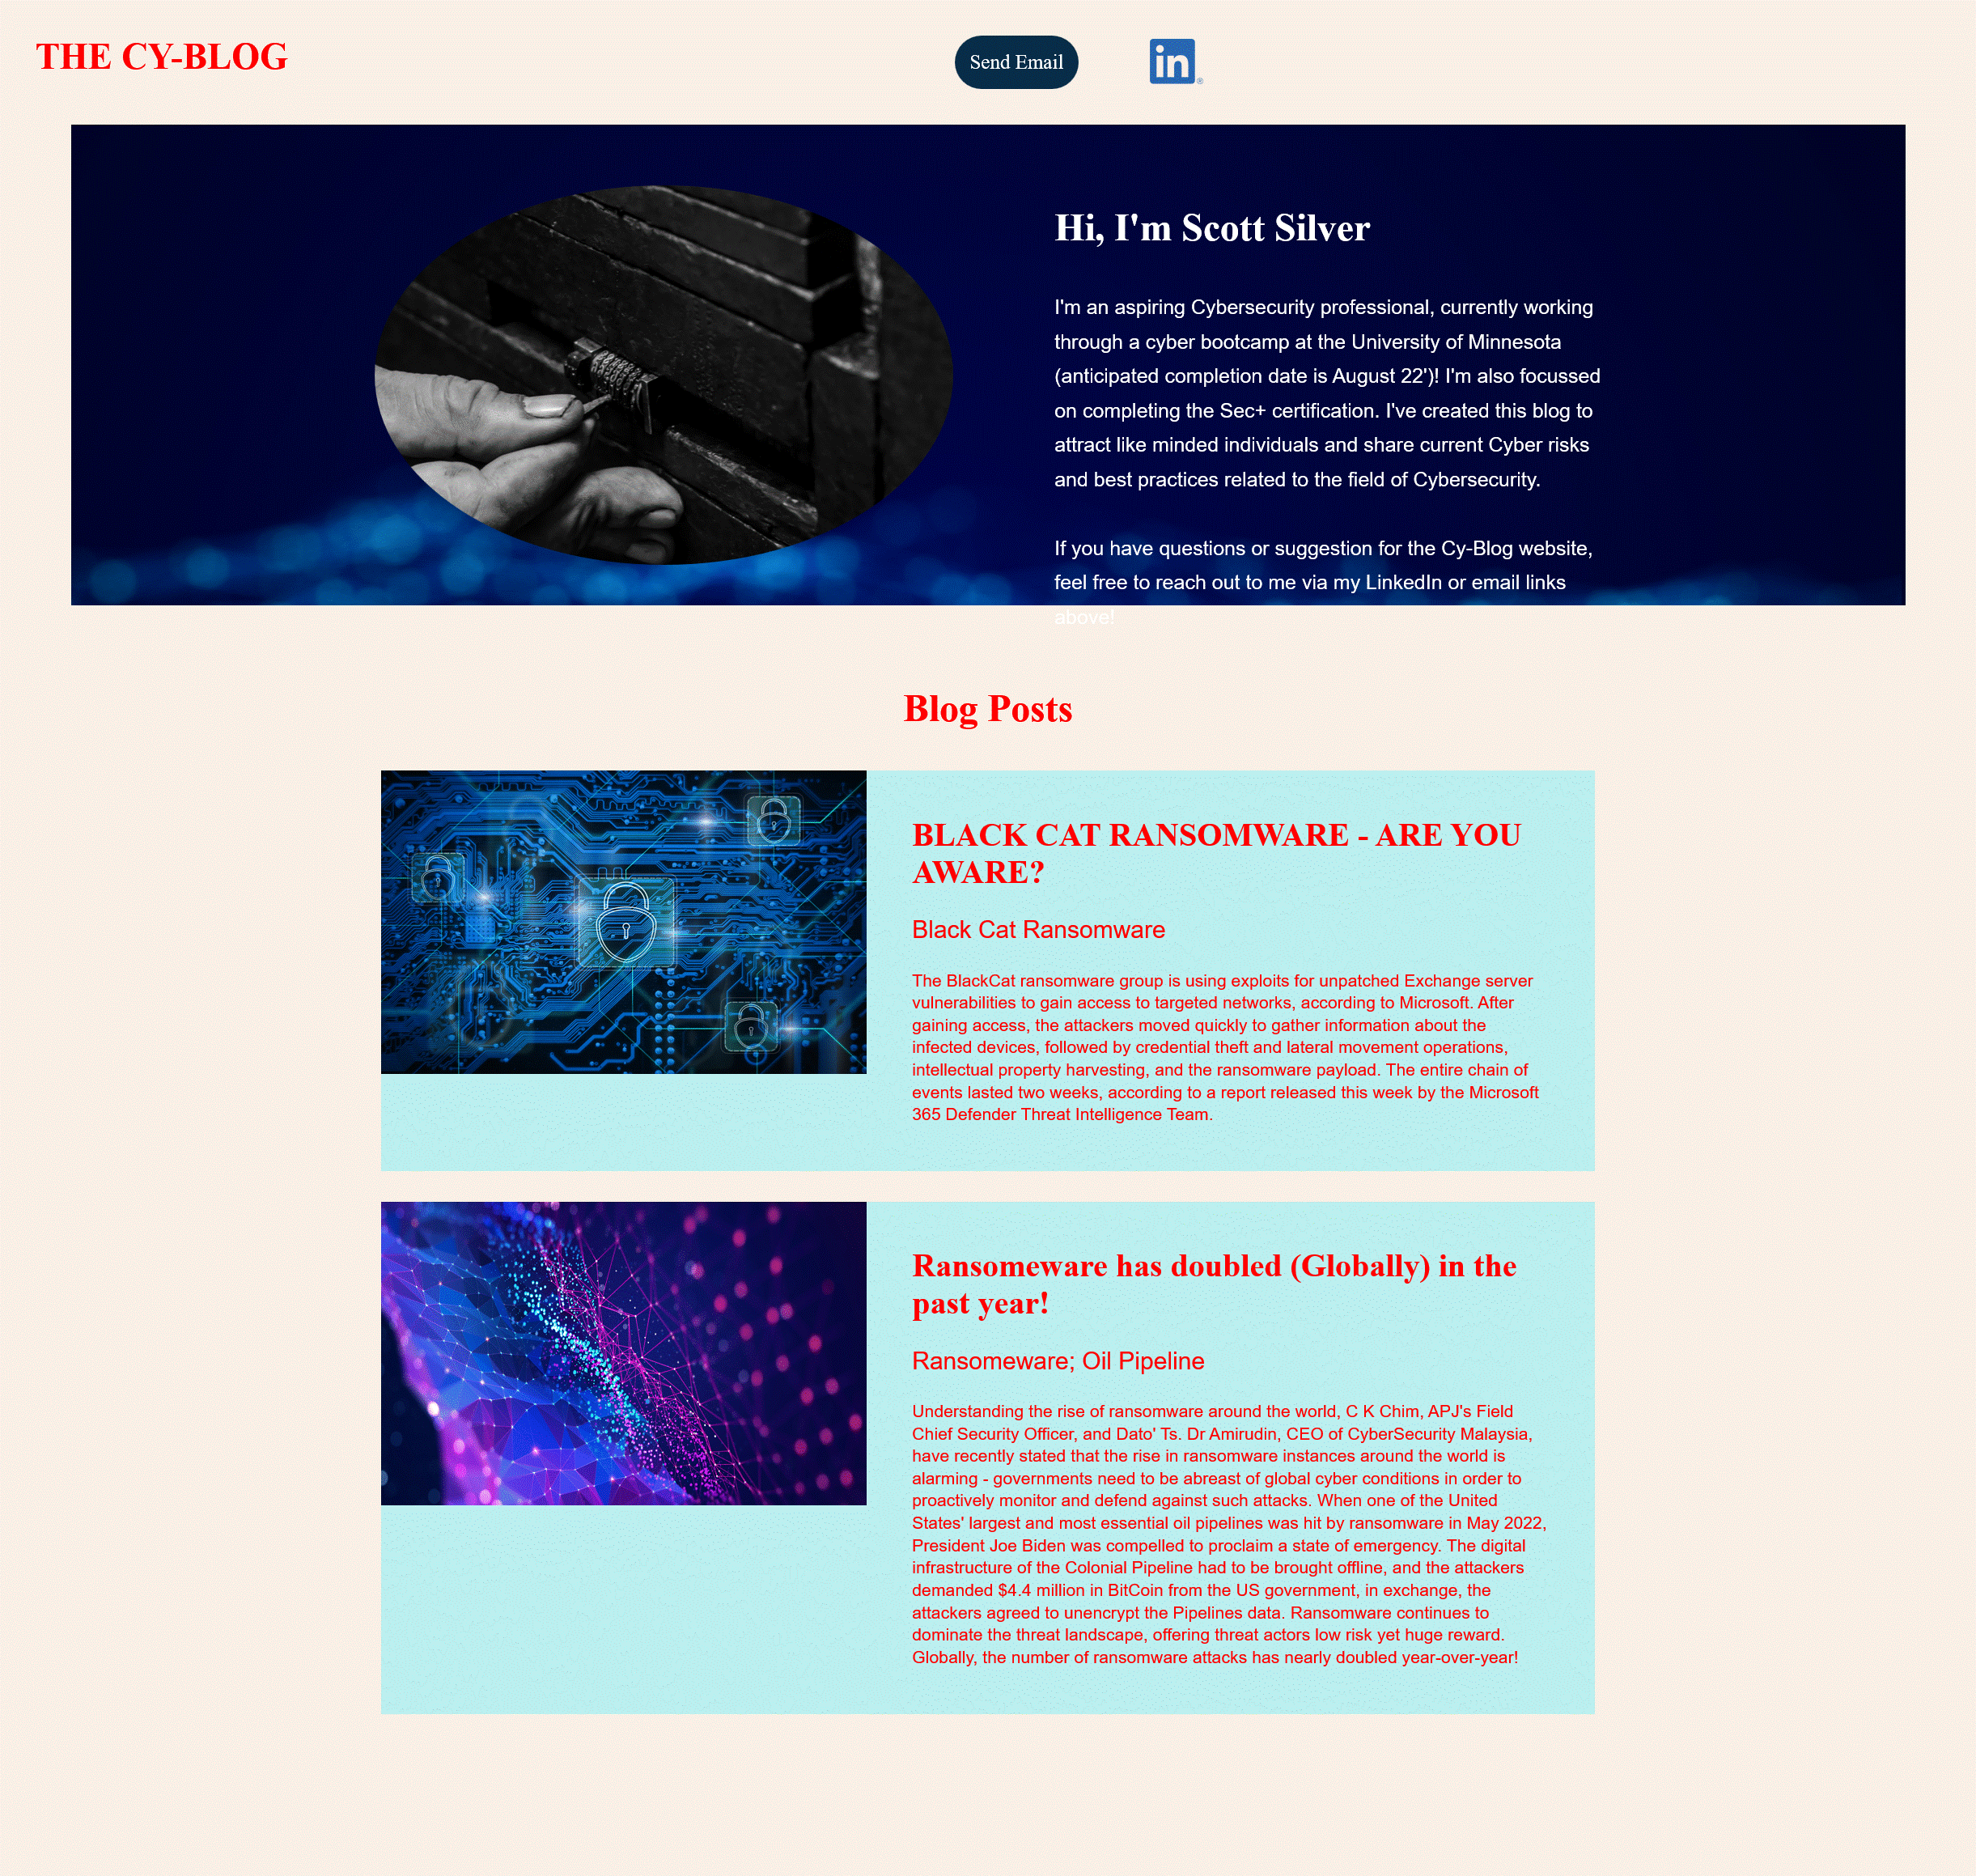 THE CY-BLOG
Send Email
in
Hi, I'm Scott Silver
I'm an aspiring Cybersecurity professional, currently working
through a cyber bootcamp at the University of Minnesota
(anticipated completion date is August 22')! I'm also focussed
on completing the Sec+ certification. I've created this blog to
attract like minded individuals and share current Cyber risks
and best practices related to the field of Cybersecurity.
If you have questions or suggestion for the Cy-Blog website,
feel free to reach out to me via my LinkedIn or email links
above!
Blog Posts
BLACK CAT RANSOMWARE - ARE YOU
AWARE?
Black Cat Ransomware
The BlackCat ransomware group is using exploits for unpatched Exchange server
vulnerabilities to gain access to targeted networks, according to Microsoft. After
gaining access, the attackers moved quickly to gather information about the
infected devices, followed by credential theft and lateral movement operations,
intellectual property harvesting, and the ransomware payload. The entire chain of
events lasted two weeks, according to a report released this week by the Microsoft
365 Defender Threat Intelligence Team.
Ransomeware has doubled (Globally) in the
past year!
Ransomeware; Oil Pipeline
Understanding the rise of ransomware around the world, C K Chim, APJ's Field
Chief Security Officer, and Dato' Ts. Dr Amirudin, CEO of CyberSecurity Malaysia,
have recently stated that the rise in ransomware instances around the world is
alarming - governments need to be abreast of global cyber conditions in order to
proactively monitor and defend against such attacks. When one of the United
States' largest and most essential oil pipelines was hit by ransomware in May 2022,
President Joe Biden was compelled to proclaim a state of emergency. The digital
infrastructure of the Colonial Pipeline had to be brought offline, and the attackers
demanded $4.4 million in BitCoin from the US government, in exchange, the
attackers agreed to unencrypt the Pipelines data. Ransomware continues to
dominate the threat landscape, offering threat actors low risk yet huge reward.
Globally, the number of ransomware attacks has nearly doubled year-over-year!